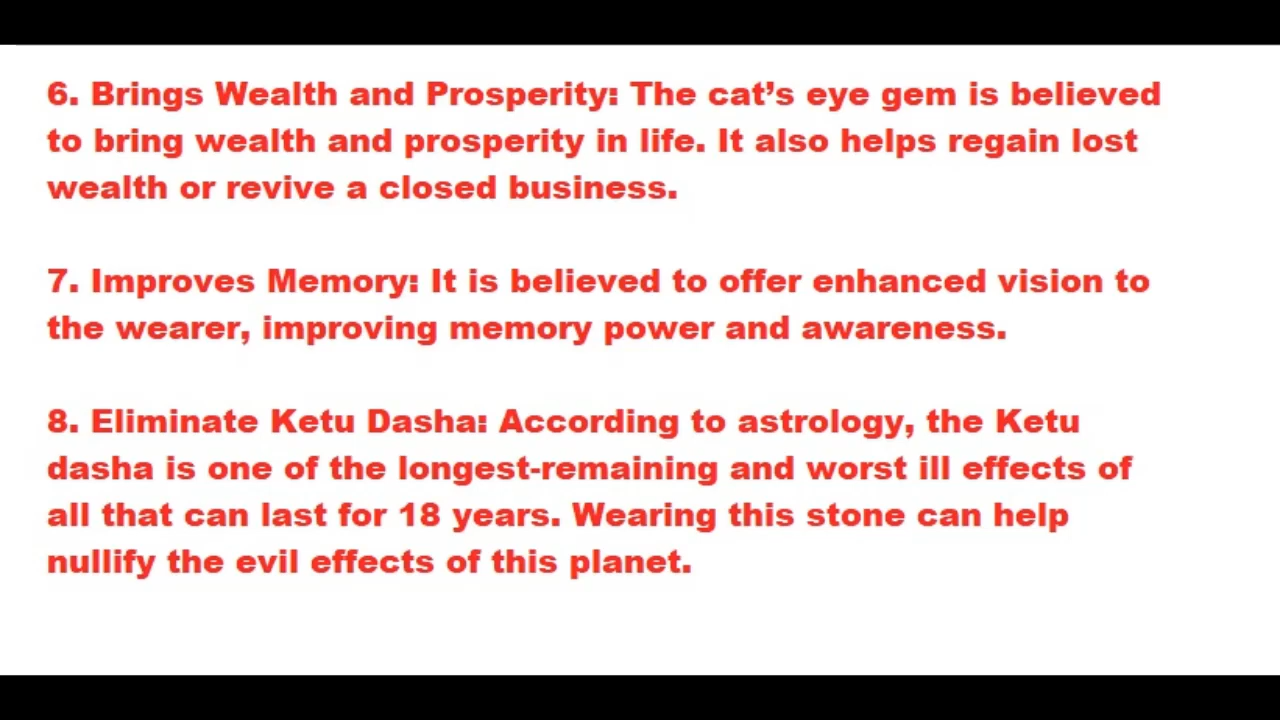 6. Brings Wealth and Prosperity: The cat’s eye gem is believed
to bring wealth and prosperity in life. It also helps regain lost
wealth or revive a closed business.
7. Improves Memory: It is believed to offer enhanced vision to
the wearer, improving memory power and awareness.
8. Eliminate Ketu Dasha: According to astrology, the Ketu
dasha is one of the longest-remaining and worst ill effects of
all that can last for 18 years. Wearing this stone can help
nullify the evil effects of this planet.